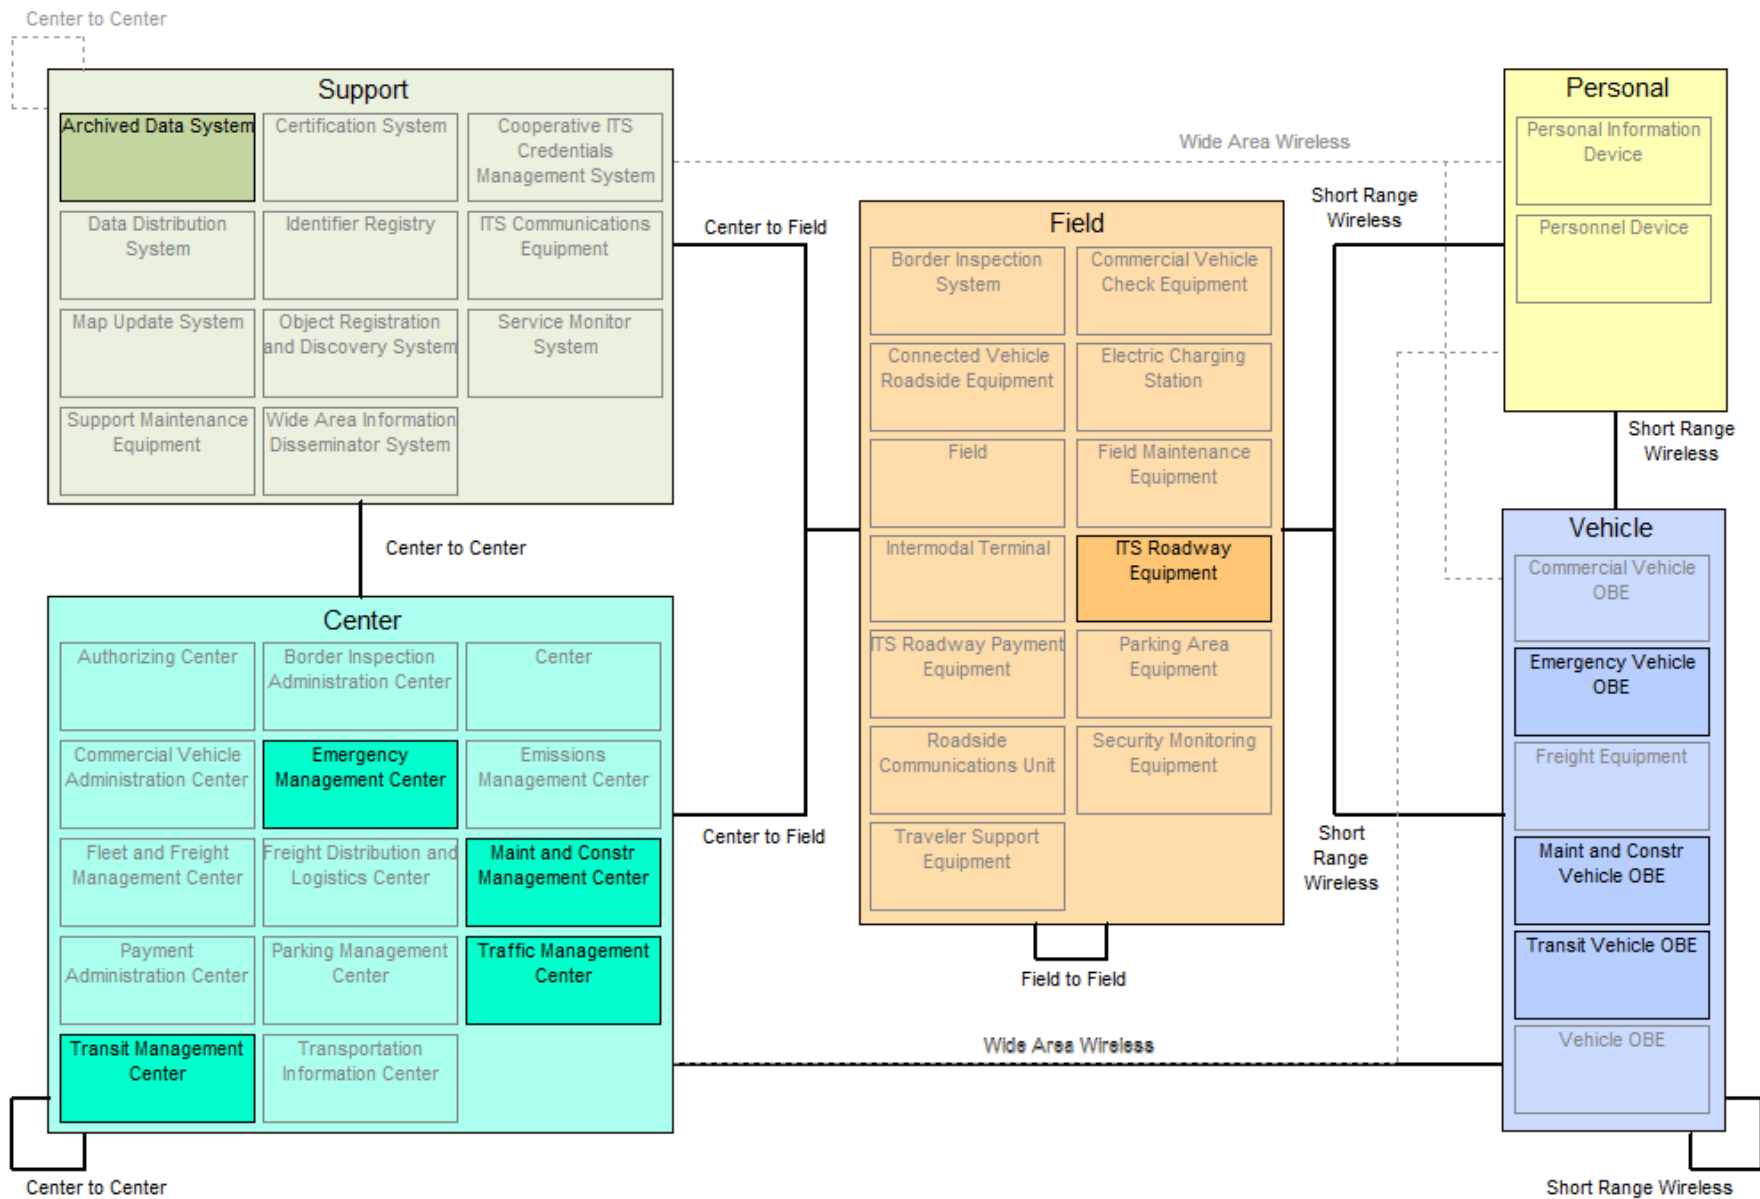 Center to Center
Support
Archived Data System
Certification System
Cooperative ITS
Credentials
Management System
Data Distribution
System
Identifier Registry
ITS Communications
Equipment
Map Update System
Object Registration
and Discovery System
Service Monitor
System
Support Maintenance
Equipment
Wide Area Information
Disseminator System
Center to Center
Center
Authorizing Center
Border Inspection
Administration Center
Center
Commercial Vehicle
Administration Center
Emergency
Management Center
Emissions
Management Center
Fleet and Freight
Management Center
Freight Distribution and
Logistics Center
Maint and Constr
Management Center
Payment
Administration Center
Parking Management
Center
Traffic Management
Center
Transit Management
Center
Transportation
Information Center
Center to Center
Center to Field
Center to Field
Wide Area Wireless
Wide Area Wireless
Field
Border Inspection
System
Commercial Vehicle
Check Equipment
Connected Vehicle
Roadside Equipment
Electric Charging
Station
Field
Field Maintenance
Equipment
Intermodal Terminal
ITS Roadway
Equipment
ITS Roadway Payment
Equipment
Parking Area
Equipment
Roadside
Communications Unit
Security Monitoring
Equipment
Traveler Support
Equipment
Field to Field
Short Range
Wireless
Short
Range
Wireless
Personal
Personal Information
Device
Personnel Device
Short Range
Wireless
Vehicle
Commercial Vehicle
OBE
Emergency Vehicle
OBE
Freight Equipment
Maint and Constr
Vehicle OBE
Transit Vehicle OBE
Vehicle OBE
Short Range Wireless